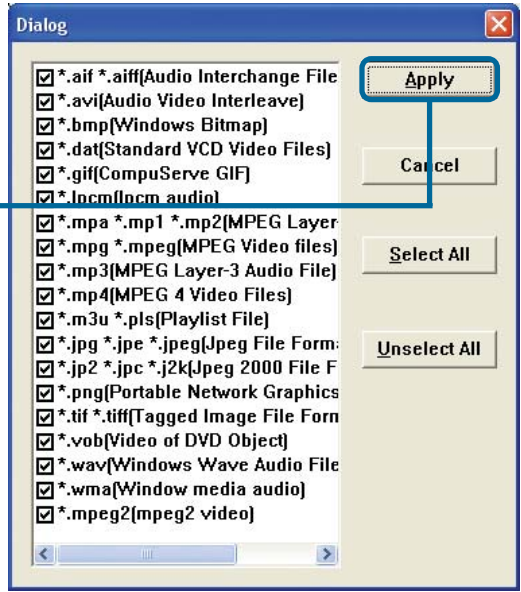 Dialog
*.aif *.aiff(Audio Interchange File
*.avi(Audio Video Interleave)
*.bmp(Windows Bitmap)
*.dat(Standard VCD Video Files)
*.gif(CompuServe GIF)
*.lpcm(lpcm audio)
*.mpa *.mp1 *.mp2(MPEG Layer-
*.mpg *.mpeg(MPEG Video files)
*.mp3(MPEG Layer-3 Audio File)
*.mp4(MPEG 4 Video Files)
*.m3u *.pls(Playlist File)
*.jpg *.jpe *.jpeg(Jpeg File Form
*.jp2 *.jpc *.j2k(Jpeg 2000 File F
*.png(Portable Network Graphics
*.tif *.tiff(Tagged Image File Form
*.vob(Video of DVD Object)
*.wav(Windows Wave Audio File
*.wma(Window media audio)
*.mpeg2(mpeg2 video)
Apply
Cancel
Select All
Unselect All